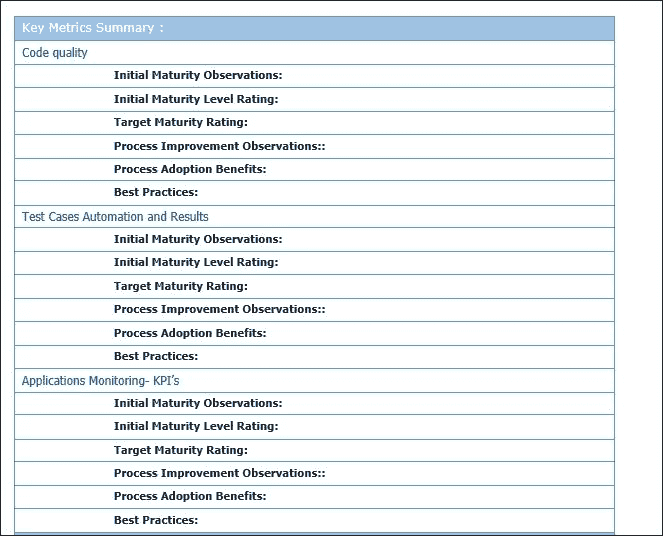 Key Metrics Summary :
Code quality
Initial Maturity Observations:
Initial Maturity Level Rating:
Target Maturity Rating:
Process Improvement Observations::
Process Adoption Benefits:
Best Practices:
Test Cases Automation and Results
Initial Maturity Observations:
Initial Maturity Level Rating:
Target Maturity Rating:
Process Improvement Observations::
Process Adoption Benefits:
Best Practices:
Applications Monitoring- KPI’s
Initial Maturity Observations:
Initial Maturity Level Rating:
Target Maturity Rating:
Process Improvement Observations::
Process Adoption Benefits:
Best Practices: